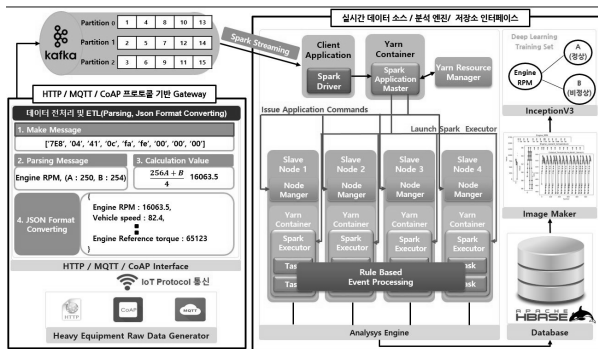 Partition 0 1 4 8 10 13
Partition 1 2 5 7 12 14
Partition 2 3 6 9 11 15
kafka
Spark Streaming
HTTP / MQTT / CoAP 프로토콜 기반 Gateway
데이터 전처리 및 ETL(Parsing, Json Format Converting)
1. Make Message
['7E8', '04', '41', '0c', 'fa', 'fe', '00', '00', '00']
2. Parsing Message
Engine RPM, (A : 250, B : 254)
3. Calculation Value
256A + B
4
16063.5
4. JSON Format
Converting
{
Engine RPM : 16063.5,
Vehicle speed : 82.4,
Engine Reference torque : 65123
}
HTTP / MQTT / CoAP Interface
IoT Protocol 통신
HTTP
CoAP
MQTT
Heavy Equipment Raw Data Generator
실시간 데이터 소스 / 분석 엔진/ 저장소 인터페이스
Client
Application
Spark
Driver
Yarn
Container
Spark
Application
Master
Yarn Resource
Manager
Issue Application Commands
Launch Spark Executor
Slave
Node 1
Node
Manger
Yarn
Container
Spark
Executor
Slave
Node 2
Node
Manger
Yarn
Container
Spark
Executor
Slave
Node 3
Node
Manger
Yarn
Container
Spark
Executor
Slave
Node 4
Node
Manger
Yarn
Container
Spark
Executor
Rule Based
Event Processing
Analysys Engine
Deep Learning
Training Set
Engine
RPM
A
(정상)
B
(비정상)
InceptionV3
Image Maker
APACHE
HBASE
Database